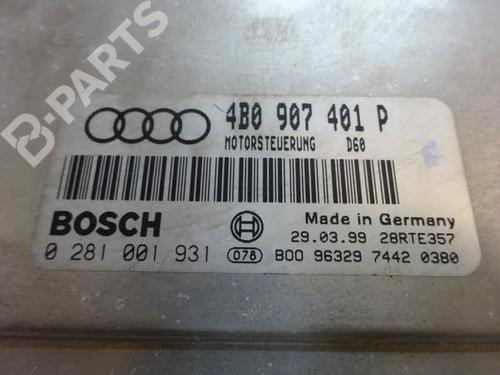 B-PARTS
4B0 907 401 P
MOTORSTEUERUNG D60
BOSCH
Made in Germany
29.03.99 28RTE357
0 281 001 931 078 B00 96329 7442 0380